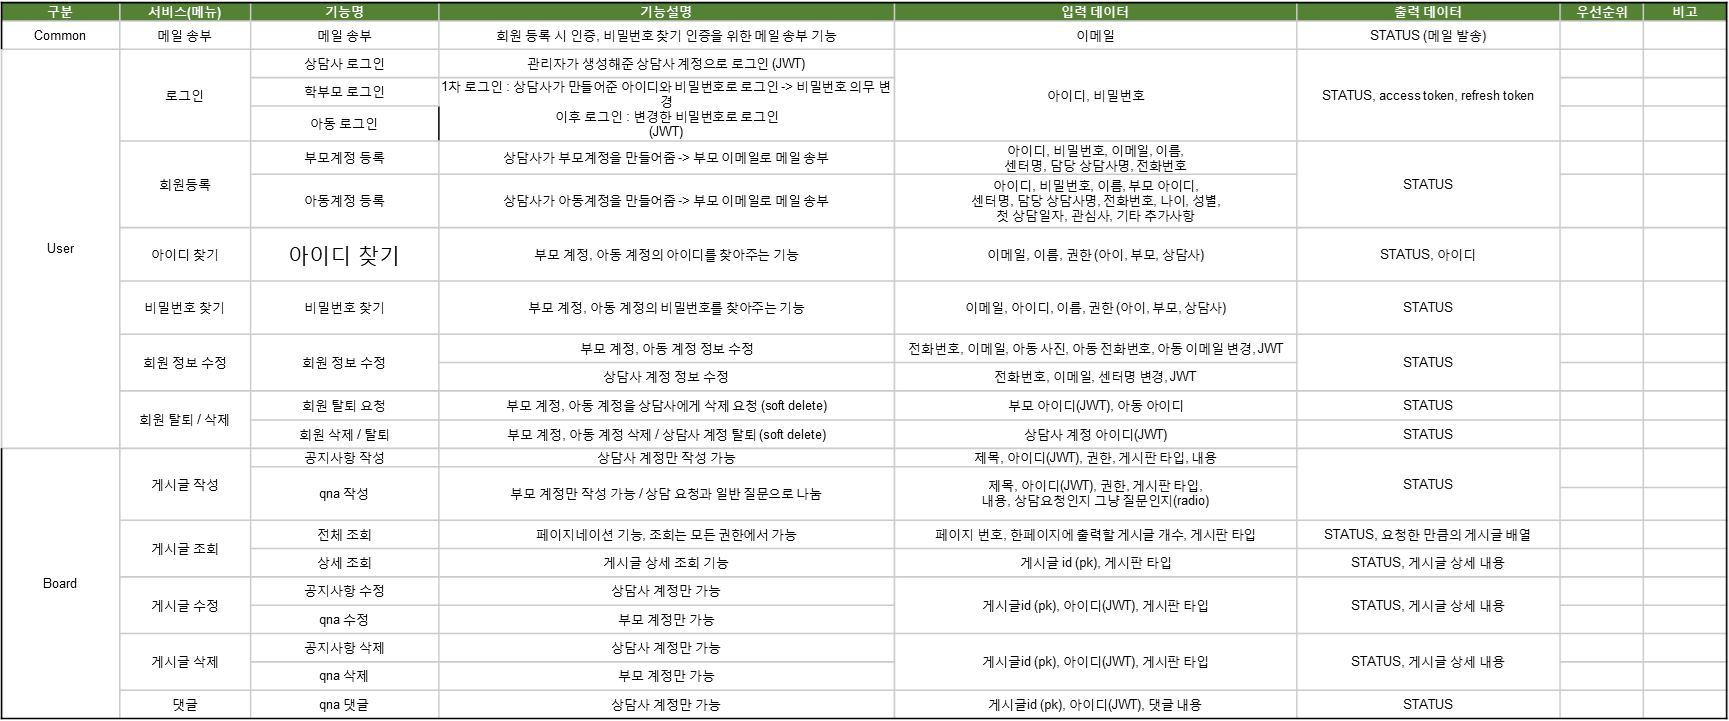 구분 서비스(메뉴) 기능명 기능설명 입력 데이터 출력 데이터 우선순위 비고
Common 메일 송부 메일 송부 회원 등록 시 인증, 비밀번호 찾기 인증을 위한 메일 송부 기능 이메일 STATUS (메일 발송)
User
로그인
상담사 로그인 관리자가 생성해준 상담사 계정으로 로그인 (JWT)
학부모 로그인
아동 로그인
1차 로그인 : 상담사가 만들어준 아이디와 비밀번호로 로그인 -> 비밀번호 의무 변
경
이후 로그인 : 변경한 비밀번호로 로그인
(JWT)
아이디, 비밀번호 STATUS, access token, refresh token
회원등록
부모계정 등록 상담사가 부모계정을 만들어줌 -> 부모 이메일로 메일 송부
아이디, 비밀번호, 이메일, 이름,
센터명, 담당 상담사명, 전화번호
아동계정 등록 상담사가 아동계정을 만들어줌 -> 부모 이메일로 메일 송부
아이디, 비밀번호, 이름, 부모 아이디,
센터명, 담당 상담사명, 전화번호, 나이, 성별,
첫 상담일자, 관심사, 기타 추가사항
STATUS
아이디 찾기 아이디 찾기 부모 계정, 아동 계정의 아이디를 찾아주는 기능 이메일, 이름, 권한 (아이, 부모, 상담사) STATUS, 아이디
비밀번호 찾기 비밀번호 찾기 부모 계정, 아동 계정의 비밀번호를 찾아주는 기능 이메일, 아이디, 이름, 권한 (아이, 부모, 상담사) STATUS
회원 정보 수정 회원 정보 수정
부모 계정, 아동 계정 정보 수정 전화번호, 이메일, 아동 사진, 아동 전화번호, 아동 이메일 변경, JWT
상담사 계정 정보 수정 전화번호, 이메일, 센터명 변경, JWT
STATUS
회원 탈퇴 / 삭제
회원 탈퇴 요청 부모 계정, 아동 계정을 상담사에게 삭제 요청 (soft delete) 부모 아이디(JWT), 아동 아이디 STATUS
회원 삭제 / 탈퇴 부모 계정, 아동 계정 삭제 / 상담사 계정 탈퇴 (soft delete) 상담사 계정 아이디(JWT) STATUS
Board
게시글 작성
공지사항 작성 상담사 계정만 작성 가능 제목, 아이디(JWT), 권한, 게시판 타입, 내용
qna 작성 부모 계정만 작성 가능 / 상담 요청과 일반 질문으로 나눔
제목, 아이디(JWT), 권한, 게시판 타입,
내용, 상담요청인지 그냥 질문인지(radio)
STATUS
게시글 조회
전체 조회 페이지네이션 기능, 조회는 모든 권한에서 가능 페이지 번호, 한페이지에 출력할 게시글 개수, 게시판 타입 STATUS, 요청한 만큼의 게시글 배열
상세 조회 게시글 상세 조회 기능 게시글 id (pk), 게시판 타입 STATUS, 게시글 상세 내용
게시글 수정
공지사항 수정 상담사 계정만 가능
qna 수정 부모 계정만 가능
게시글id (pk), 아이디(JWT), 게시판 타입 STATUS, 게시글 상세 내용
게시글 삭제
공지사항 삭제 상담사 계정만 가능
qna 삭제 부모 계정만 가능
게시글id (pk), 아이디(JWT), 게시판 타입 STATUS, 게시글 상세 내용
댓글 qna 댓글 상담사 계정만 가능 게시글id (pk), 아이디(JWT), 댓글 내용 STATUS